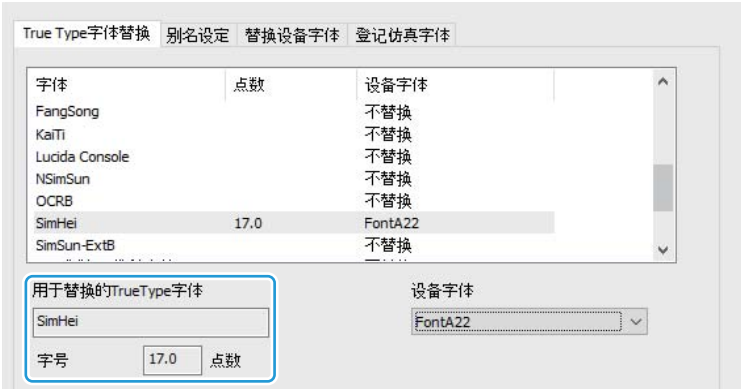 True Type字体替换 别名设定 替换设备字体 登记仿真字体
字体 点数 设备字体
FangSong 不替换
KaiTi 不替换
Lucida Console 不替换
NSimSun 不替换
OCRB 不替换
SimHei 17.0 FontA22
SimSun-ExtB 不替换
用于替换的TrueType字体 设备字体
SimHei FontA22
字号 17.0 点数